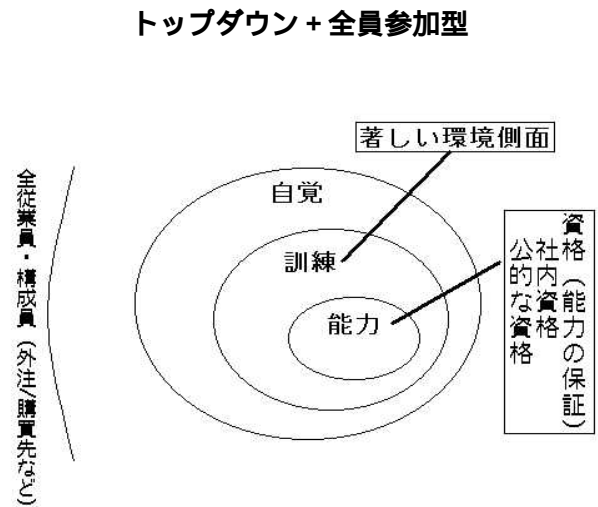 トップダウン+全員参加型
著しい環境側面
自覚
訓練
能力
全従業員・構成員(外注/購買先など)
資格(能力の保証)
社内資格
公的な資格